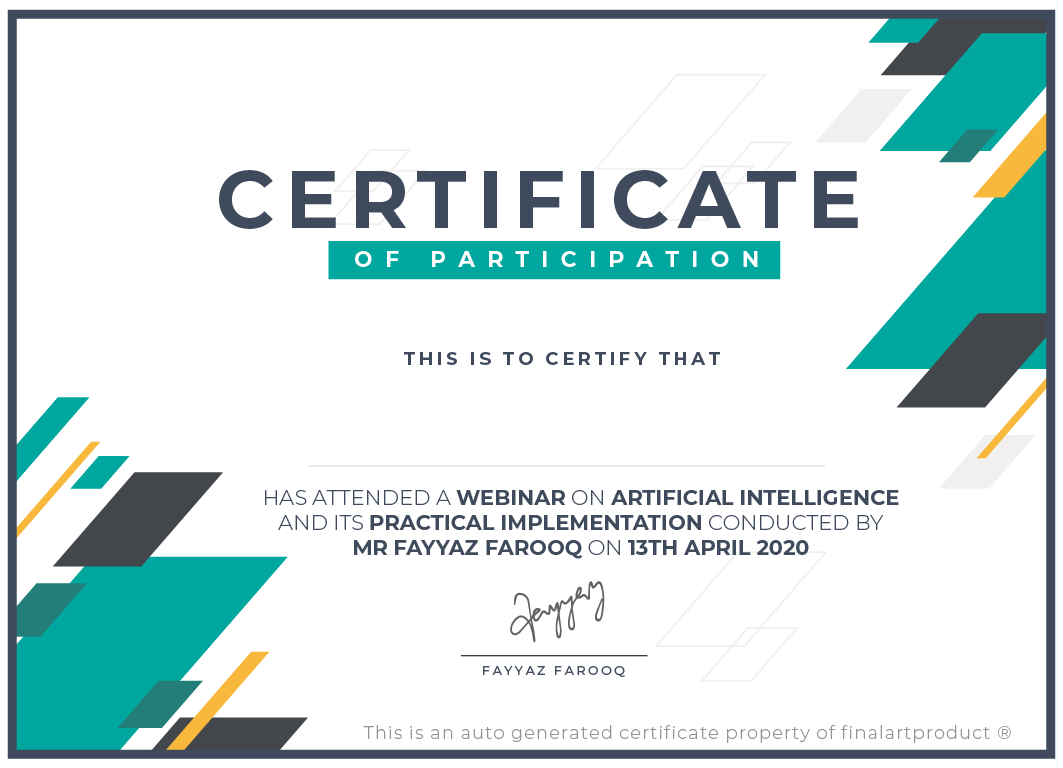 CERTIFICATE
OF PARTICIPATION
THIS IS TO CERTIFY THAT
HAS ATTENDED A WEBINAR ON ARTIFICIAL INTELLIGENCE
AND ITS PRACTICAL IMPLEMENTATION CONDUCTED BY
MR FAYYAZ FAROOQ ON 13TH APRIL 2020
Fayyaz
FAYYAZ FAROOQ
This is an auto generated certificate property of finalartproduct ®